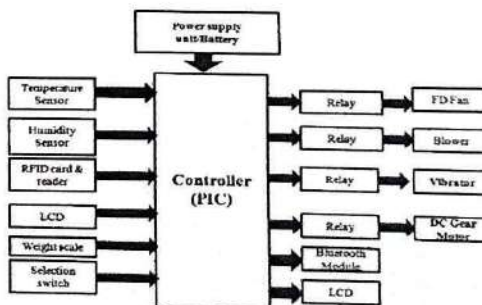 Power supply
unit/Battery
Temperature
Sensor
Humidity
Sensor
RFID card &
reader
LCD
Weight scale
Selection
switch
Controller
(PIC)
Relay
FD Fan
Relay
Blower
Relay
Vibrator
Relay
DC Gear
Motor
Bluetooth
Module
LCD